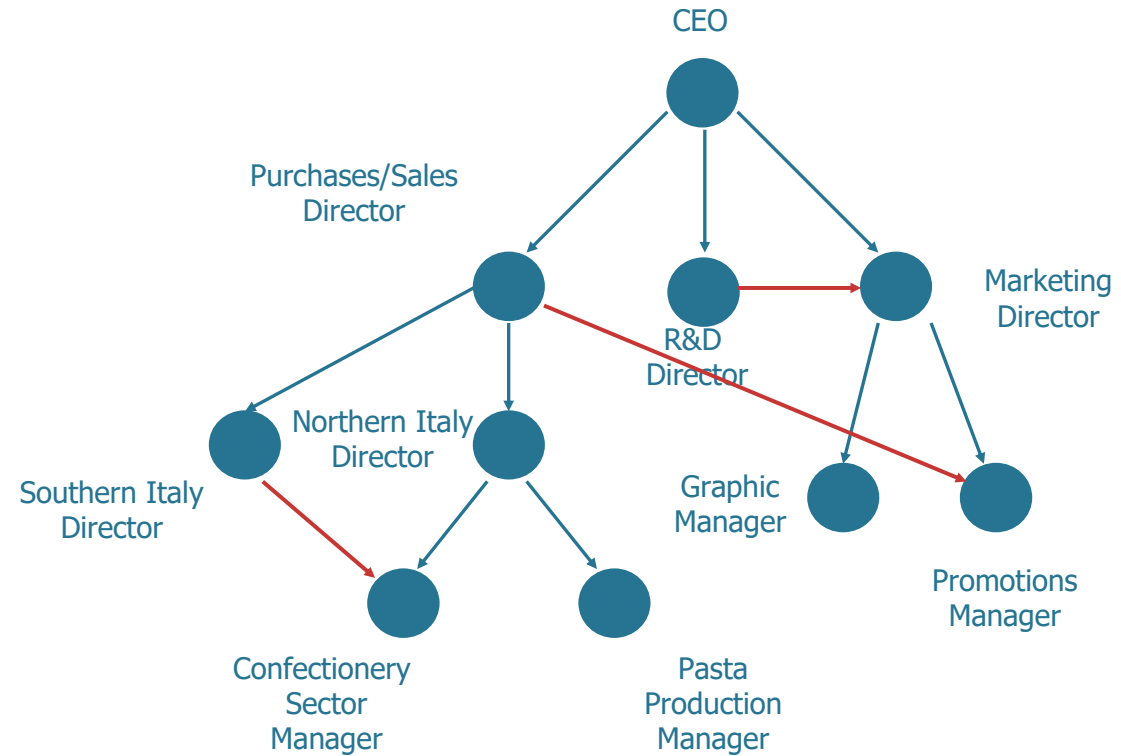 CEO
Purchases/Sales
Director
Marketing
Director
R&D
Director
Northern Italy
Director
Southern Italy
Director
Graphic
Manager
Promotions
Manager
Confectionery
Sector
Manager
Pasta
Production
Manager